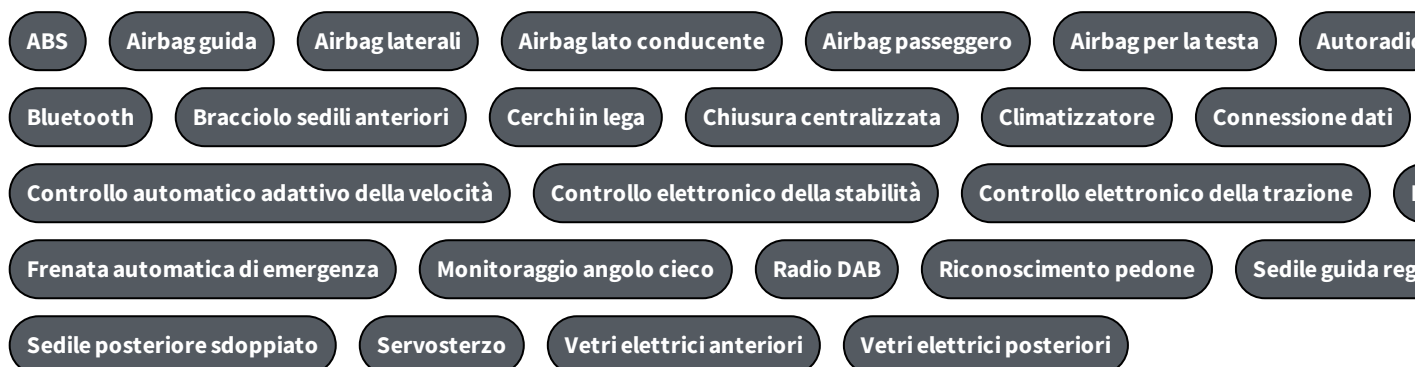 ABS Airbag guida Airbag laterali Airbag lato conducente Airbag passeggero Airbag per la testa
Bluetooth Bracciolo sedili anteriori Cerchi in lega Chiusura centralizzata Climatizzatore Connessione dati
Controllo automatico adattivo della velocità Controllo elettronico della stabilità Controllo elettronico della trazione
Frenata automatica di emergenza Monitoraggio angolo cieco Radio DAB Riconoscimento pedone Sedile guida
Sedile posteriore sdoppiato Servosterzo Vetri elettrici anteriori Vetri elettrici posteriori